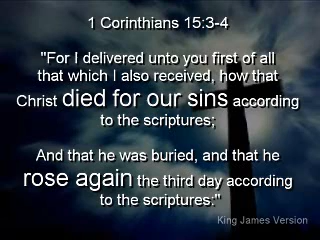 1 Corinthians 15:3-4
"For I delivered unto you first of all
that which I also received, how that
Christ died for our sins according
to the scriptures;
And that he was buried, and that he
rose again the third day according
to the scriptures:"
King James Version